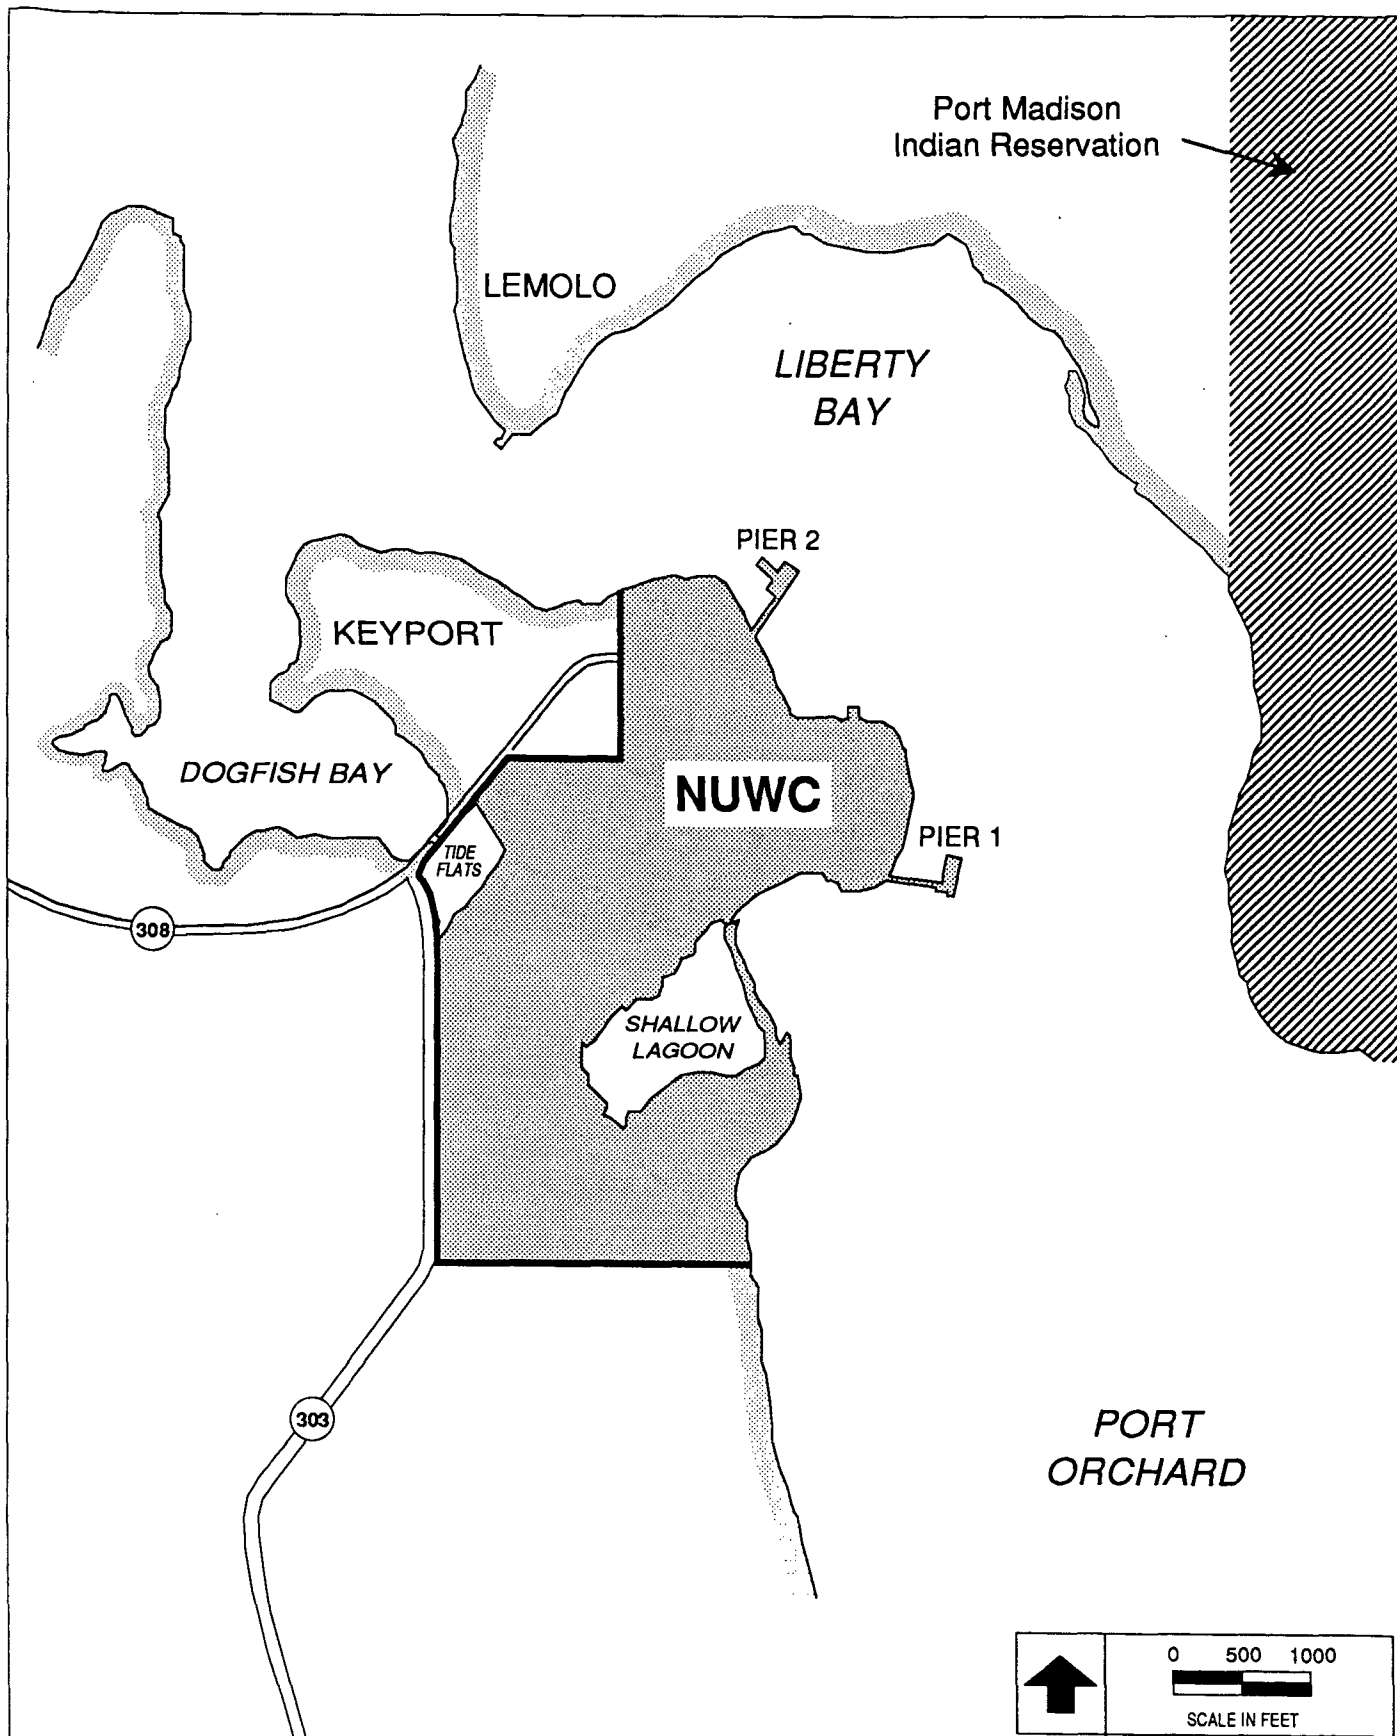 Port Madison
Indian Reservation
LEMOLO
LIBERTY
BAY
PIER 2
KEYPORT
DOGFISH BAY
NUWC
PIER 1
TIDE
FLATS
308
SHALLOW
LAGOON
303
PORT
ORCHARD
0 500 1000
SCALE IN FEET